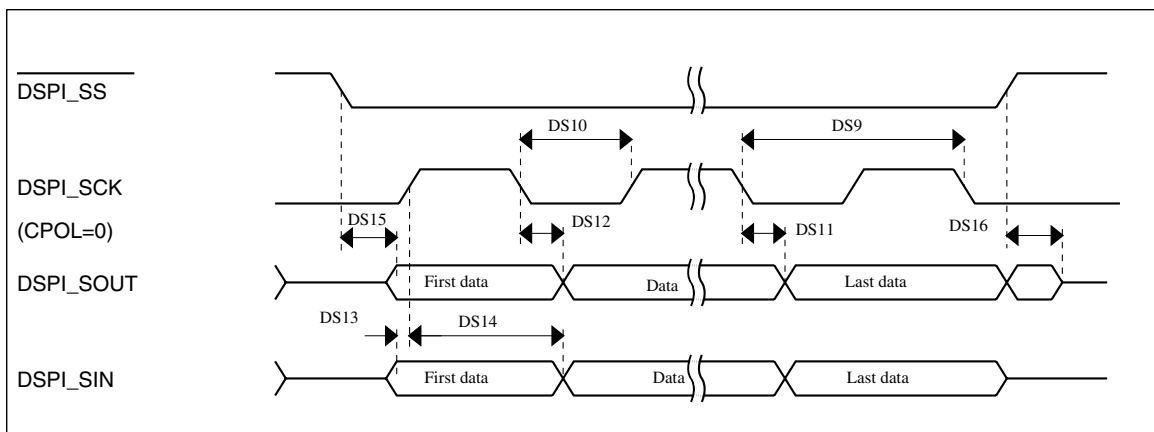 DSPI_SS
DS10
DS9
DSPI_SCK
(CPOL=0)
DS15
DS12
DS11
DS16
DSPI_SOUT
First data
Data
Last data
DS13
DS14
DSPI_SIN
First data
Data
Last data